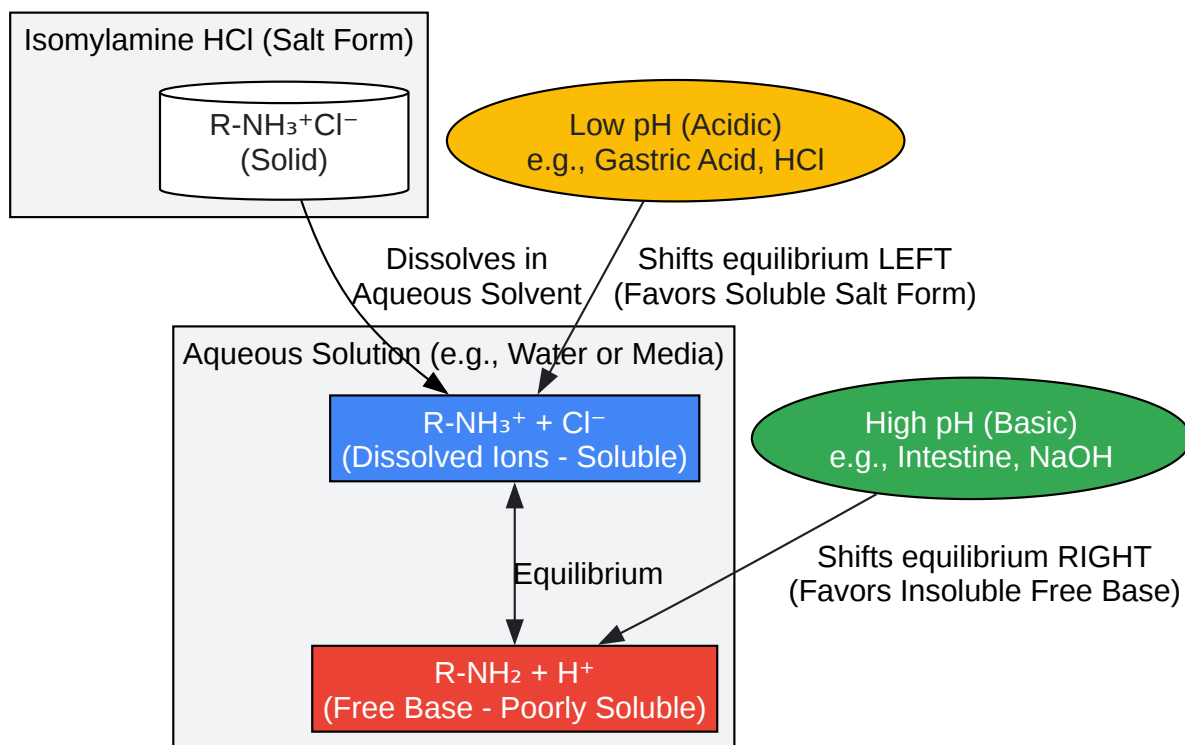 Isomylamine HCl (Salt Form)
R-NH₃⁺Cl⁻
(Solid)
Low pH (Acidic)
e.g., Gastric Acid, HCl
Dissolves in
Aqueous Solvent
Shifts equilibrium LEFT
(Favors Soluble Salt Form)
Aqueous Solution (e.g., Water or Media)
R-NH₃⁺ + Cl⁻
(Dissolved Ions - Soluble)
High pH (Basic)
e.g., Intestine, NaOH
Equilibrium
Shifts equilibrium RIGHT
(Favors Insoluble Free Base)
R-NH₂ + H⁺
(Free Base - Poorly Soluble)